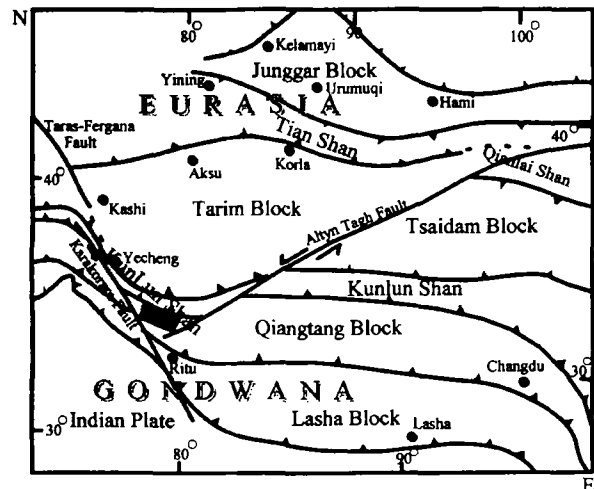 N
80°
90
100°
Kelamayi
Junggar Block
Yining
Urumuqi
EURASIA
Hami
Taras-Fergana
Fault
Tian Shan
40°
Aksu
Korla
Qinlai Shan
40°
Kashi
Tarim Block
Altyn Tagh Fault
Tsaidam Block
Yecheng
KunLun Shan
Karakorum Fault
Kunlun Shan
Qiangtang Block
Ritu
Changdu
30°
GONDWANA
Indian Plate
Lasha Block
Lasha
30°
80°
90°
E